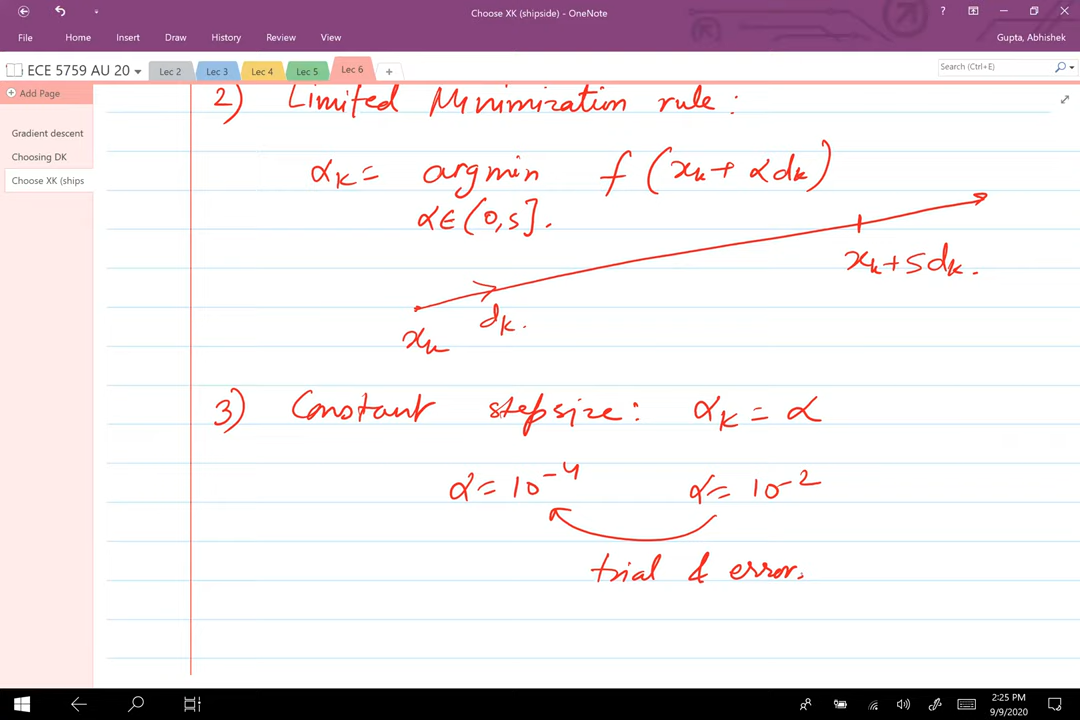 Choose XK (shipside) - OneNote
?
File
Home
Insert
Draw
History
Review
View
Gupta, Abhishek
ECE 5759 AU 20
Lec 2
Lec 3
Lec 4
Lec 5
Lec 6
Search (Ctrl+E)
Add Page
Gradient descent
Choosing DK
Choose XK (ships
2) Limited Minimization rule:
αₖ = argmin f(xₖ + αdₖ)
α∈(0,s].
xₖ+sdₖ.
dₖ.
xₖ
3) Constant stepsize: αₖ = α
α=10⁻⁴ α=10⁻²
trial & error.
2:25 PM
9/9/2020